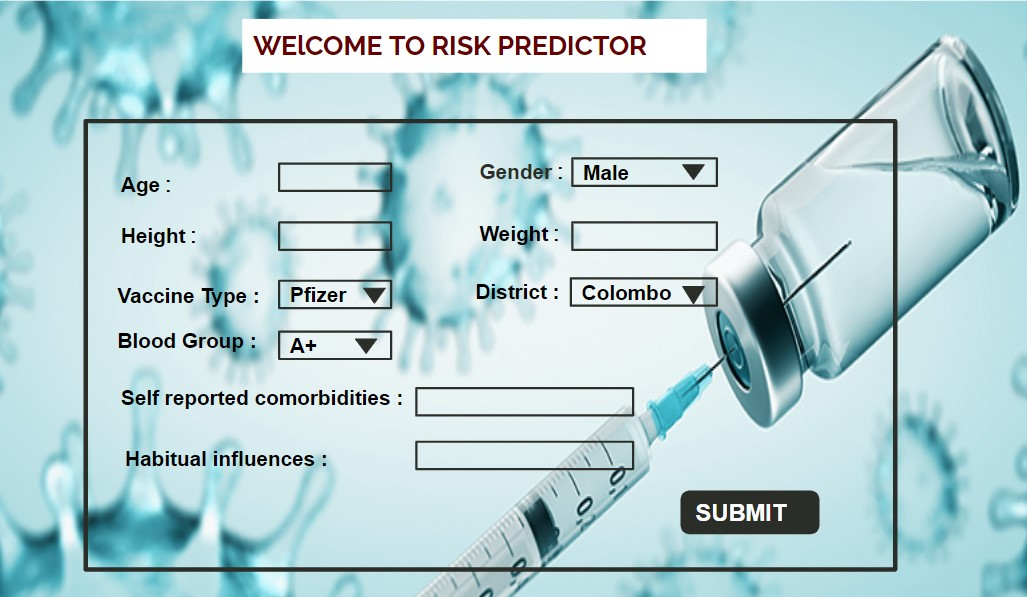 WElCOME TO RISK PREDICTOR
Age :
Gender : Male
Height :
Weight :
Vaccine Type : Pfizer
District : Colombo
Blood Group : A+
Self reported comorbidities :
Habitual influences :
SUBMIT